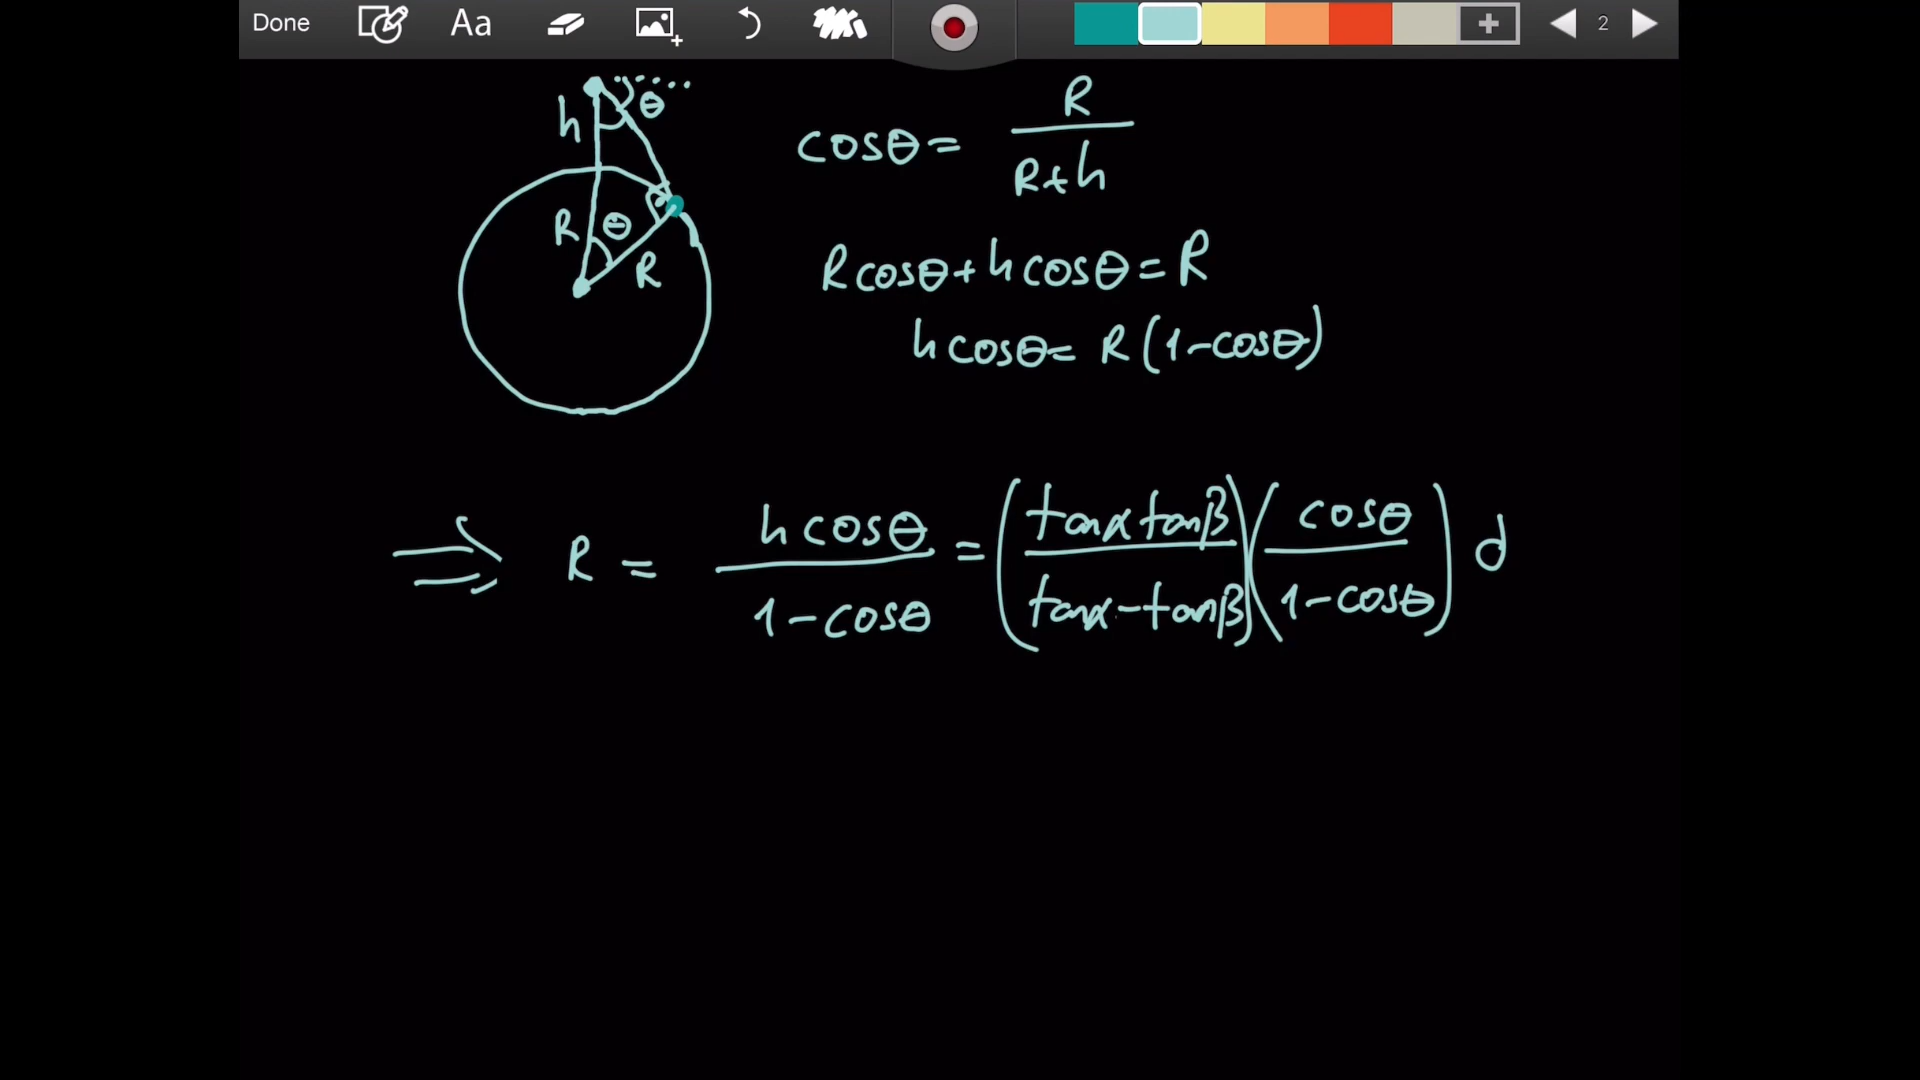 Done Aa 2
h θ
R θ R
cosθ = R / R+h
Rcosθ + hcosθ = R
hcosθ = R(1-cosθ)
⇒ R = hcosθ / 1-cosθ = (tanα tanβ / tanα-tanβ)(cosθ / 1-cosθ) d